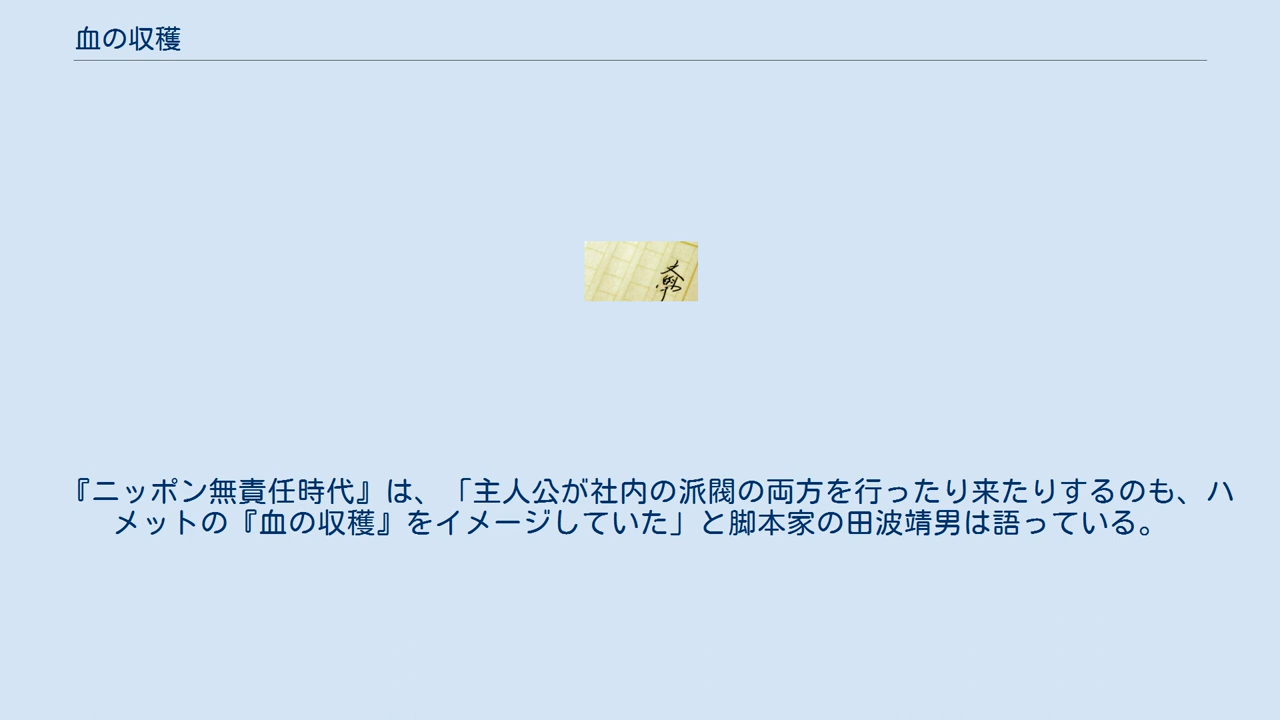 血の収穫
『ニッポン無責任時代』は、「主人公が社内の派閥の両方を行ったり来たりするのも、ハ
メットの『血の収穫』をイメージしていた」と脚本家の田波靖男は語っている。